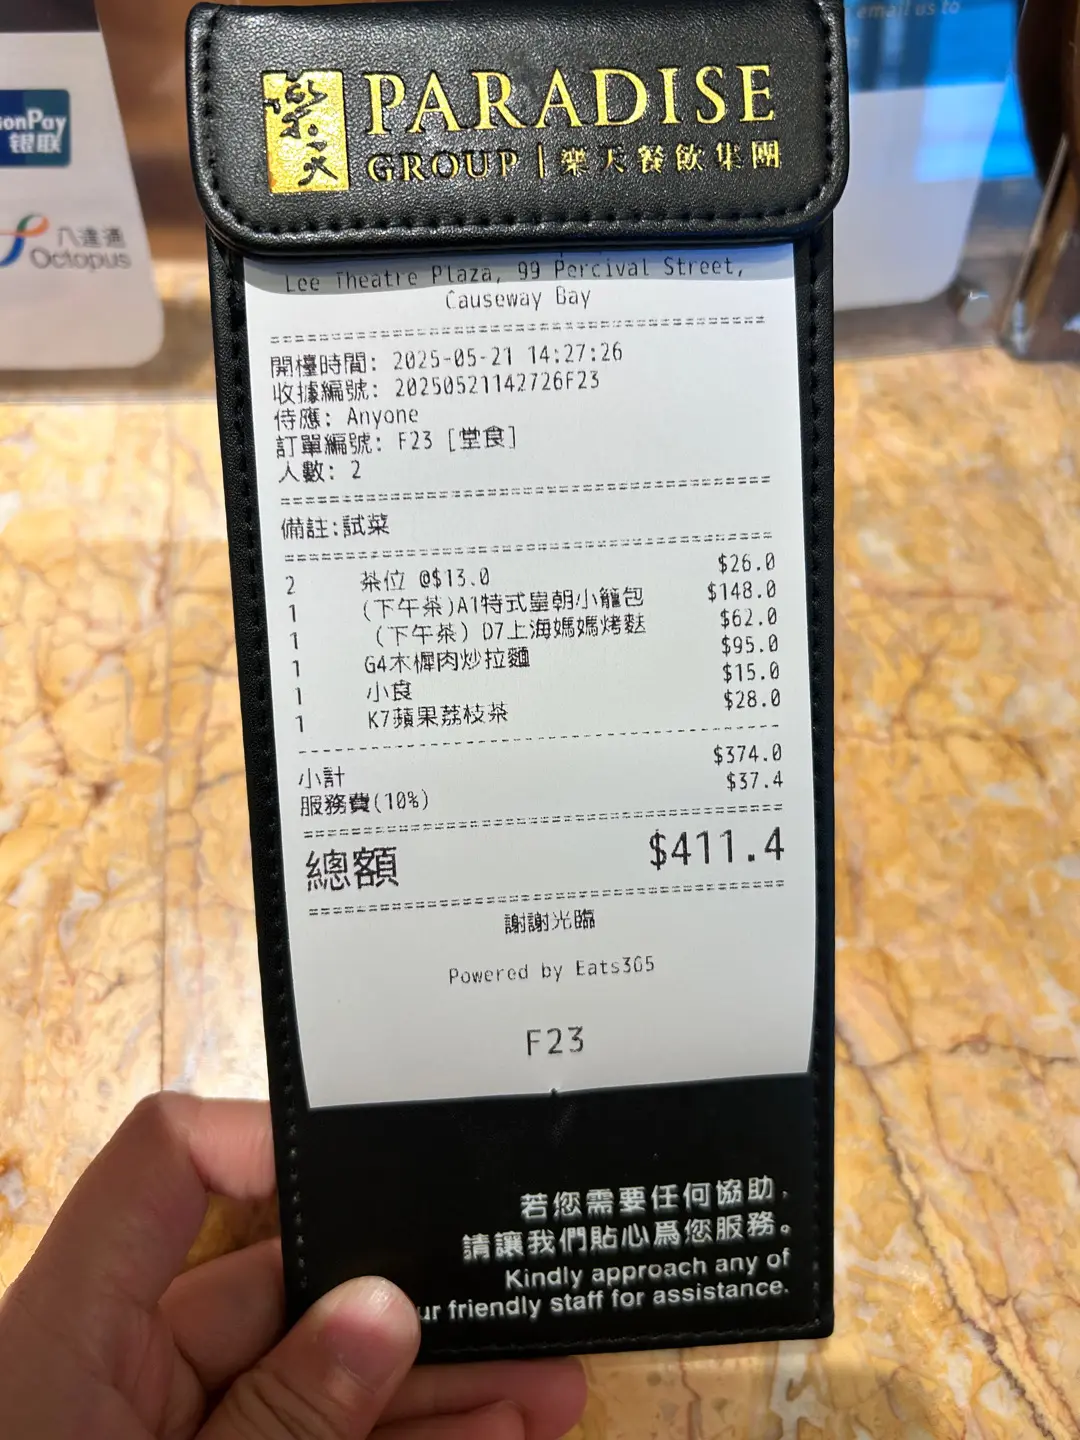 樂天
PARADISE
GROUP | 樂天餐飲集團
email us to
ionPay
银联
八達通
Octopus
Lee Theatre Plaza, 99 Percival Street,
Causeway Bay
開檯時間: 2025-05-21 14:27:26
收據編號: 20250521142726F23
侍應: Anyone
訂單編號: F23 [堂食]
人數: 2
備註:試菜
2 茶位 @$13.0 $26.0
1 (下午茶)A1特式皇朝小籠包 $148.0
1 (下午茶) D7上海媽媽烤麩 $62.0
1 G4木樨肉炒拉麵 $95.0
1 小食 $15.0
1 K7蘋果荔枝茶 $28.0
小計 $374.0
服務費(10%) $37.4
總額 $411.4
謝謝光臨
Powered by Eats365
F23
若您需要任何協助，
請讓我們貼心爲您服務。
Kindly approach any of
ur friendly staff for assistance.